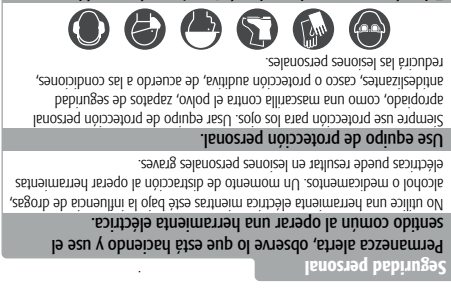 Seguridad personal
Permanezca alerta, observe lo que está haciendo y use el
sentido común al operar una herramienta eléctrica.
No utilice una herramienta eléctrica mientras esté bajo la influencia de drogas,
alcohol o medicamentos. Un momento de distracción al operar herramientas
eléctricas puede resultar en lesiones personales graves.
Use equipo de protección personal.
Siempre use protección para los ojos. Usar equipo de protección personal
apropiado, como una mascarilla contra el polvo, zapatos de seguridad
antideslizantes, casco o protección auditiva, de acuerdo a las condiciones,
reducirá las lesiones personales.